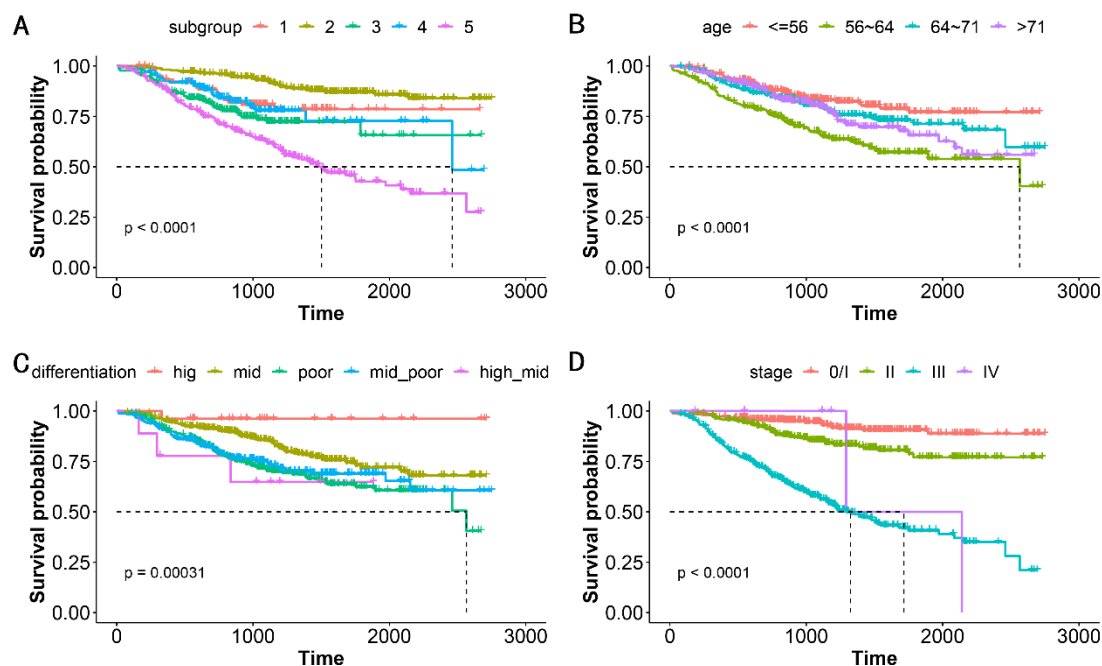 A
subgroup 1 2 3 4 5
Survival probability
1.00
0.75
0.50
0.25
0.00
p < 0.0001
0 1000 2000 3000
Time
B
age <=56 56~64 64~71 >71
Survival probability
1.00
0.75
0.50
0.25
0.00
p < 0.0001
0 1000 2000 3000
Time
C
differentiation hig mid poor mid_poor high_mid
Survival probability
1.00
0.75
0.50
0.25
0.00
p = 0.00031
0 1000 2000 3000
Time
D
stage 0/I II III IV
Survival probability
1.00
0.75
0.50
0.25
0.00
p < 0.0001
0 1000 2000 3000
Time